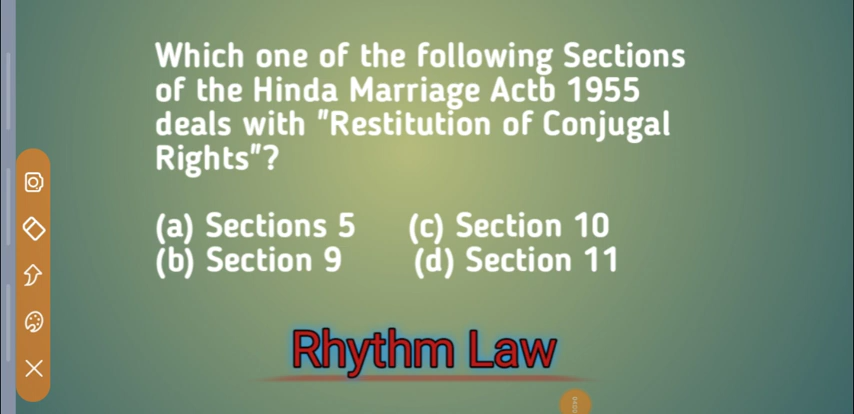 Which one of the following Sections
of the Hinda Marriage Actb 1955
deals with "Restitution of Conjugal
Rights"?
(a) Sections 5 (c) Section 10
(b) Section 9 (d) Section 11
Rhythm Law